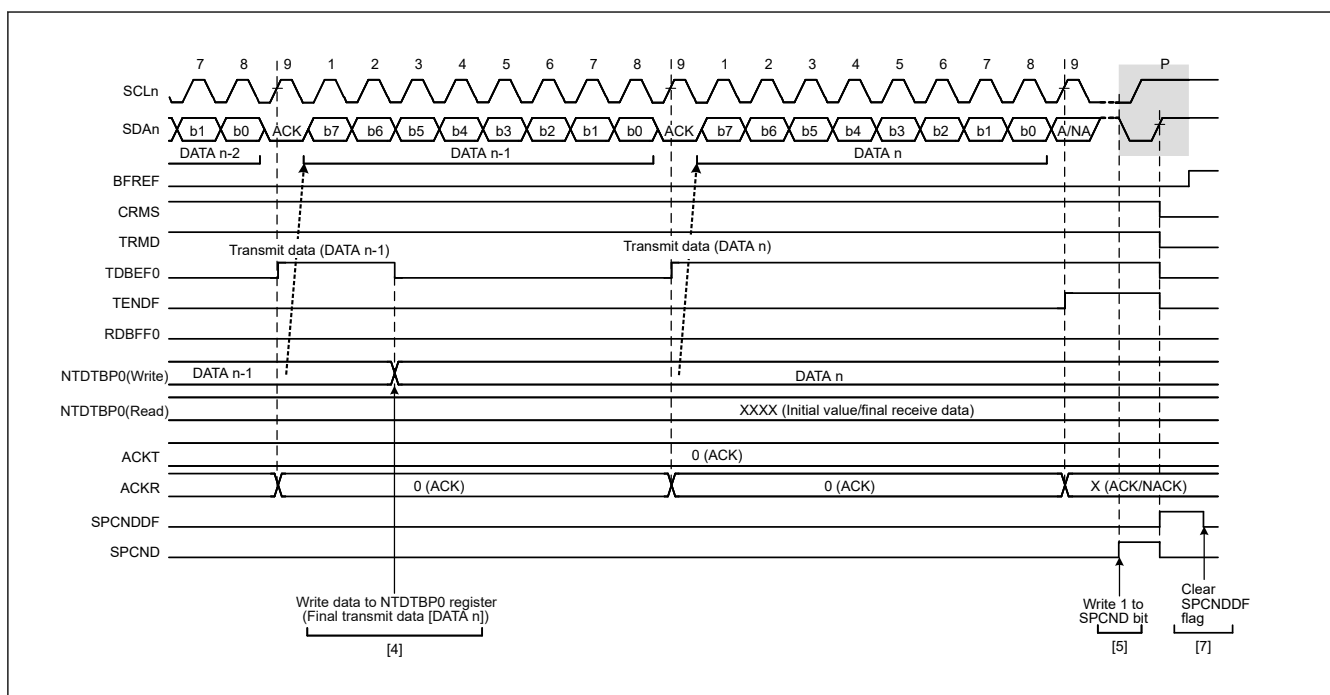 7 8 9 1 2 3 4 5 6 7 8 9 1 2 3 4 5 6 7 8 9 P
SCLn
SDAn b1 b0 ACK b7 b6 b5 b4 b3 b2 b1 b0 ACK b7 b6 b5 b4 b3 b2 b1 b0 A/NA
DATA n-2 DATA n-1 DATA n
BFREF
CRMS
TRMD
Transmit data (DATA n-1) Transmit data (DATA n)
TDBEF0
TENDF
RDBFF0
NTDTBP0(Write) DATA n-1 DATA n
NTDTBP0(Read) XXXX (Initial value/final receive data)
ACKT 0 (ACK)
ACKR 0 (ACK) 0 (ACK) X (ACK/NACK)
SPCNDDF
SPCND
Write data to NTDTBP0 register
(Final transmit data [DATA n])
[4]
Write 1 to
SPCND bit
[5]
Clear
SPCNDDF
flag
[7]